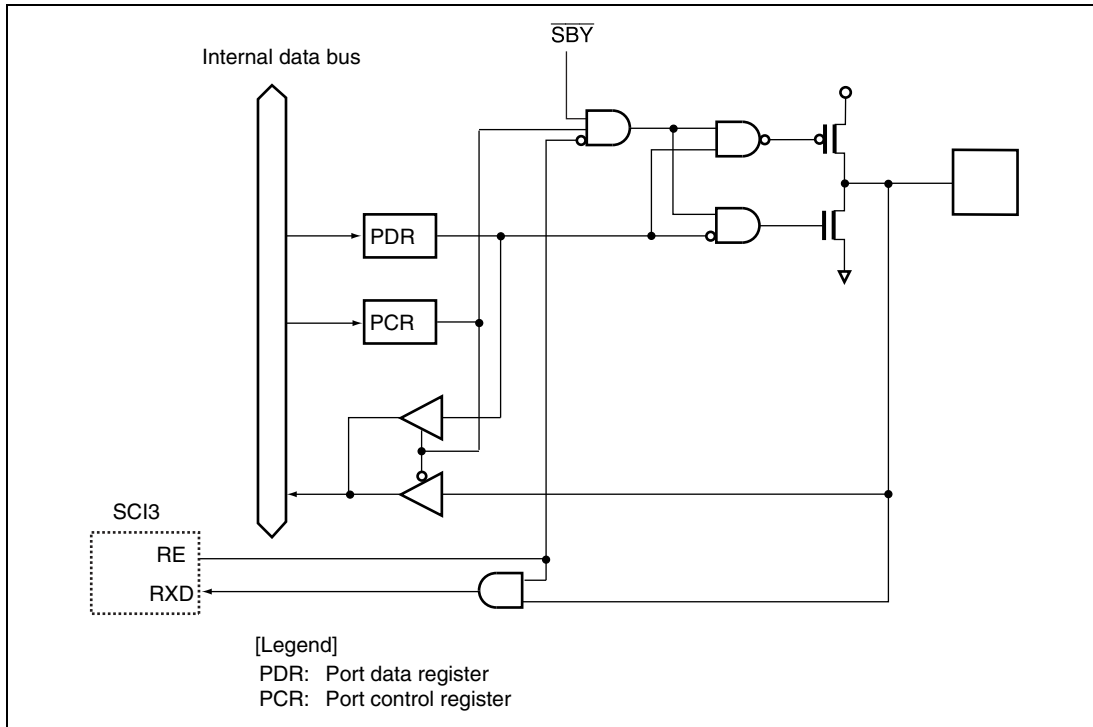 SBY
Internal data bus
PDR
PCR
SCI3
RE
RXD
[Legend]
PDR: Port data register
PCR: Port control register